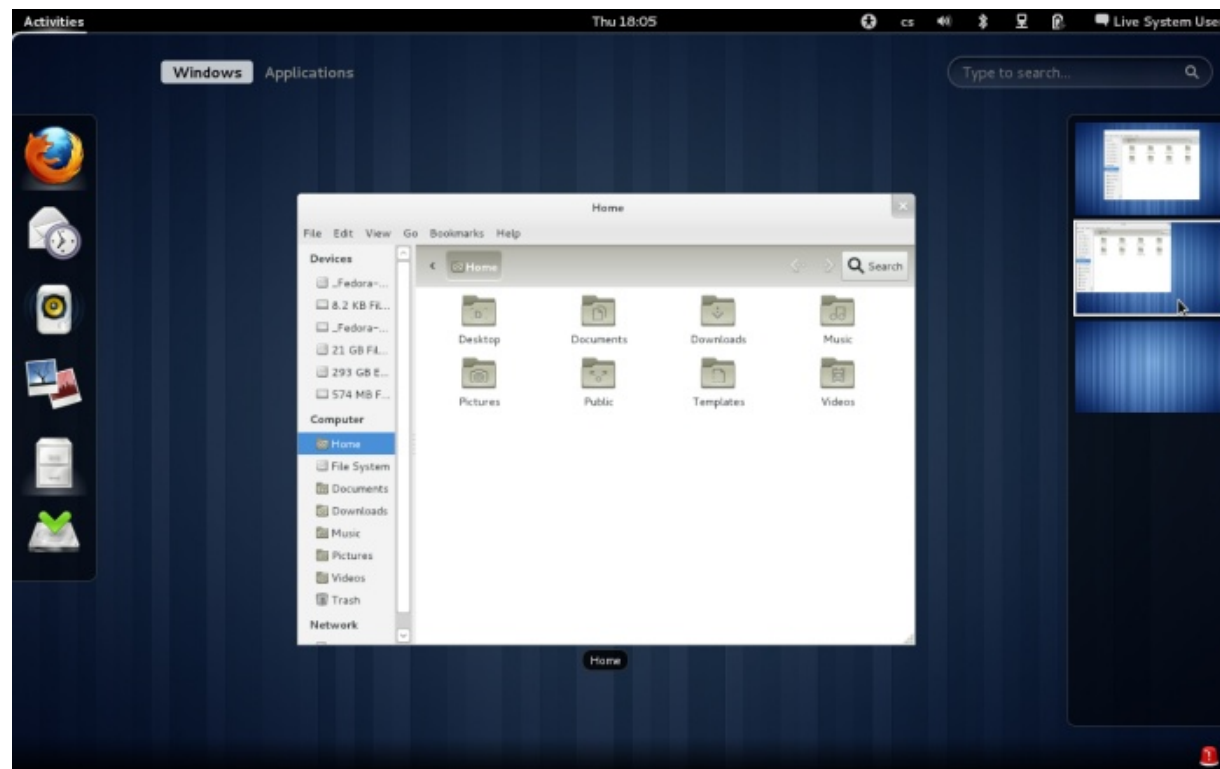 Activities
Thu 18:05
cs
Live System Use
Windows Applications
Type to search...
Home
File Edit View Go Bookmarks Help
Devices
_Fedora-...
8.2 KB Fil...
_Fedora-...
21 GB Fil...
293 GB E...
574 MB F...
Computer
Home
File System
Documents
Downloads
Music
Pictures
Videos
Trash
Network
Home
Search
Desktop Documents Downloads Music
Pictures Public Templates Videos
Home